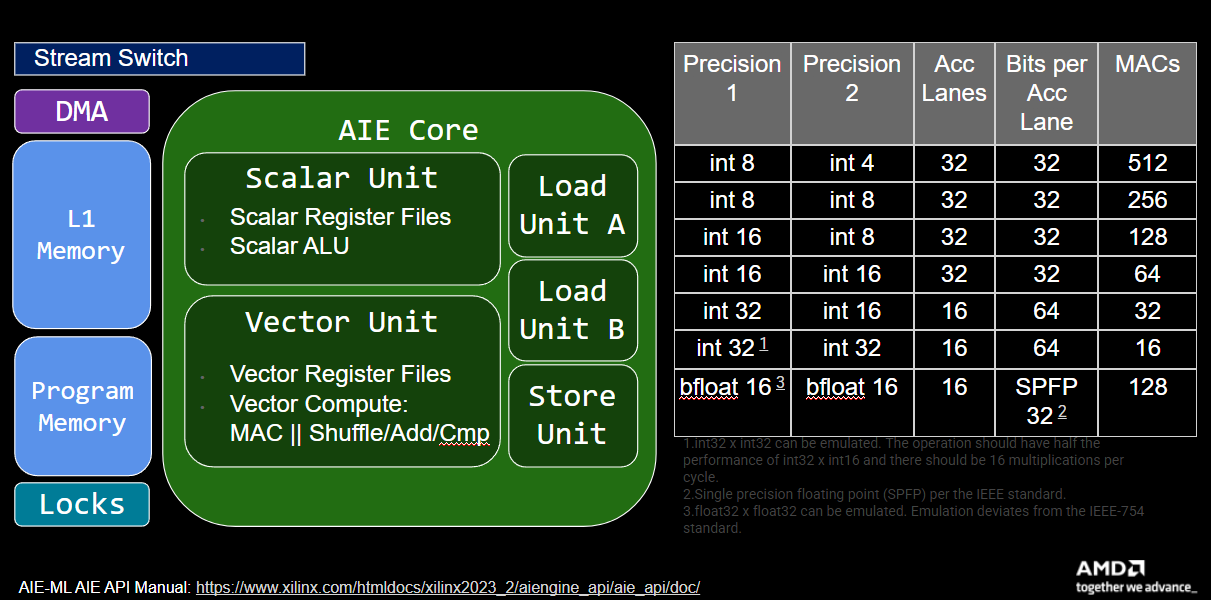 Stream Switch
DMA
L1
Memory
Program
Memory
Locks
AIE Core
Scalar Unit
Scalar Register Files
Scalar ALU
Vector Unit
Vector Register Files
Vector Compute:
MAC || Shuffle/Add/Cmp
Load
Unit A
Load
Unit B
Store
Unit
Precision 1 Precision 2 Acc Lanes Bits per Acc Lane MACs
int 8 int 4 32 32 512
int 8 int 8 32 32 256
int 16 int 8 32 32 128
int 16 int 16 32 32 64
int 32 int 16 16 64 32
int 32 1 int 32 16 64 16
bfloat 16 3 bfloat 16 16 SPFP 32 2 128
1.int32 x int32 can be emulated. The operation should have half the
performance of int32 x int16 and there should be 16 multiplications per
cycle.
2.Single precision floating point (SPFP) per the IEEE standard.
3.float32 x float32 can be emulated. Emulation deviates from the IEEE-754
standard.
AIE-ML AIE API Manual: https://www.xilinx.com/htmldocs/xilinx2023_2/aiengine_api/aie_api/doc/
AMD
together we advance_